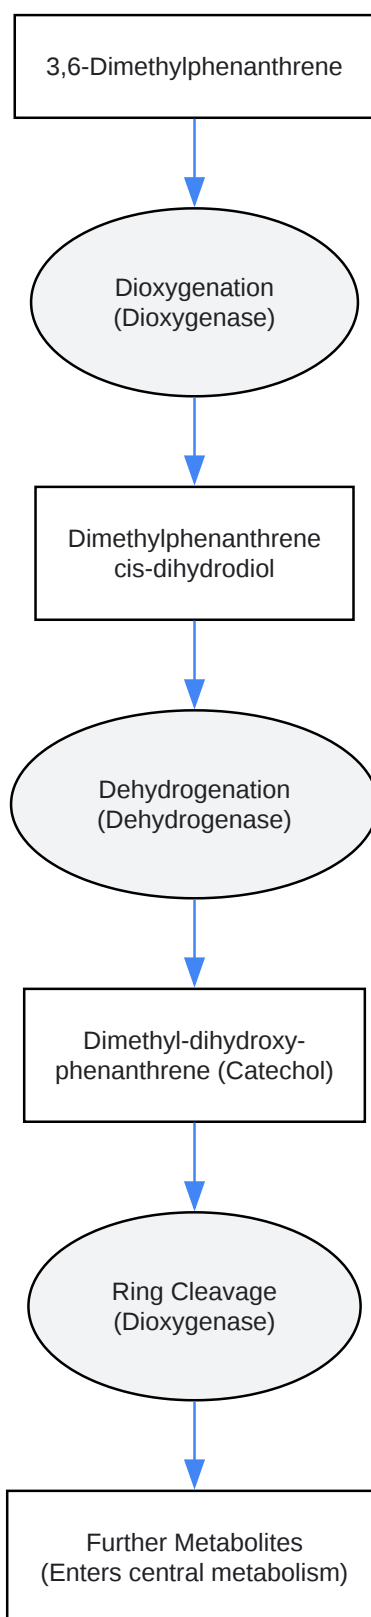 3,6-Dimethylphenanthrene
Dioxygenation
(Dioxygenase)
Dimethylphenanthrene
cis-dihydrodiol
Dehydrogenation
(Dehydrogenase)
Dimethyl-dihydroxy-
phenanthrene (Catechol)
Ring Cleavage
(Dioxygenase)
Further Metabolites
(Enters central metabolism)